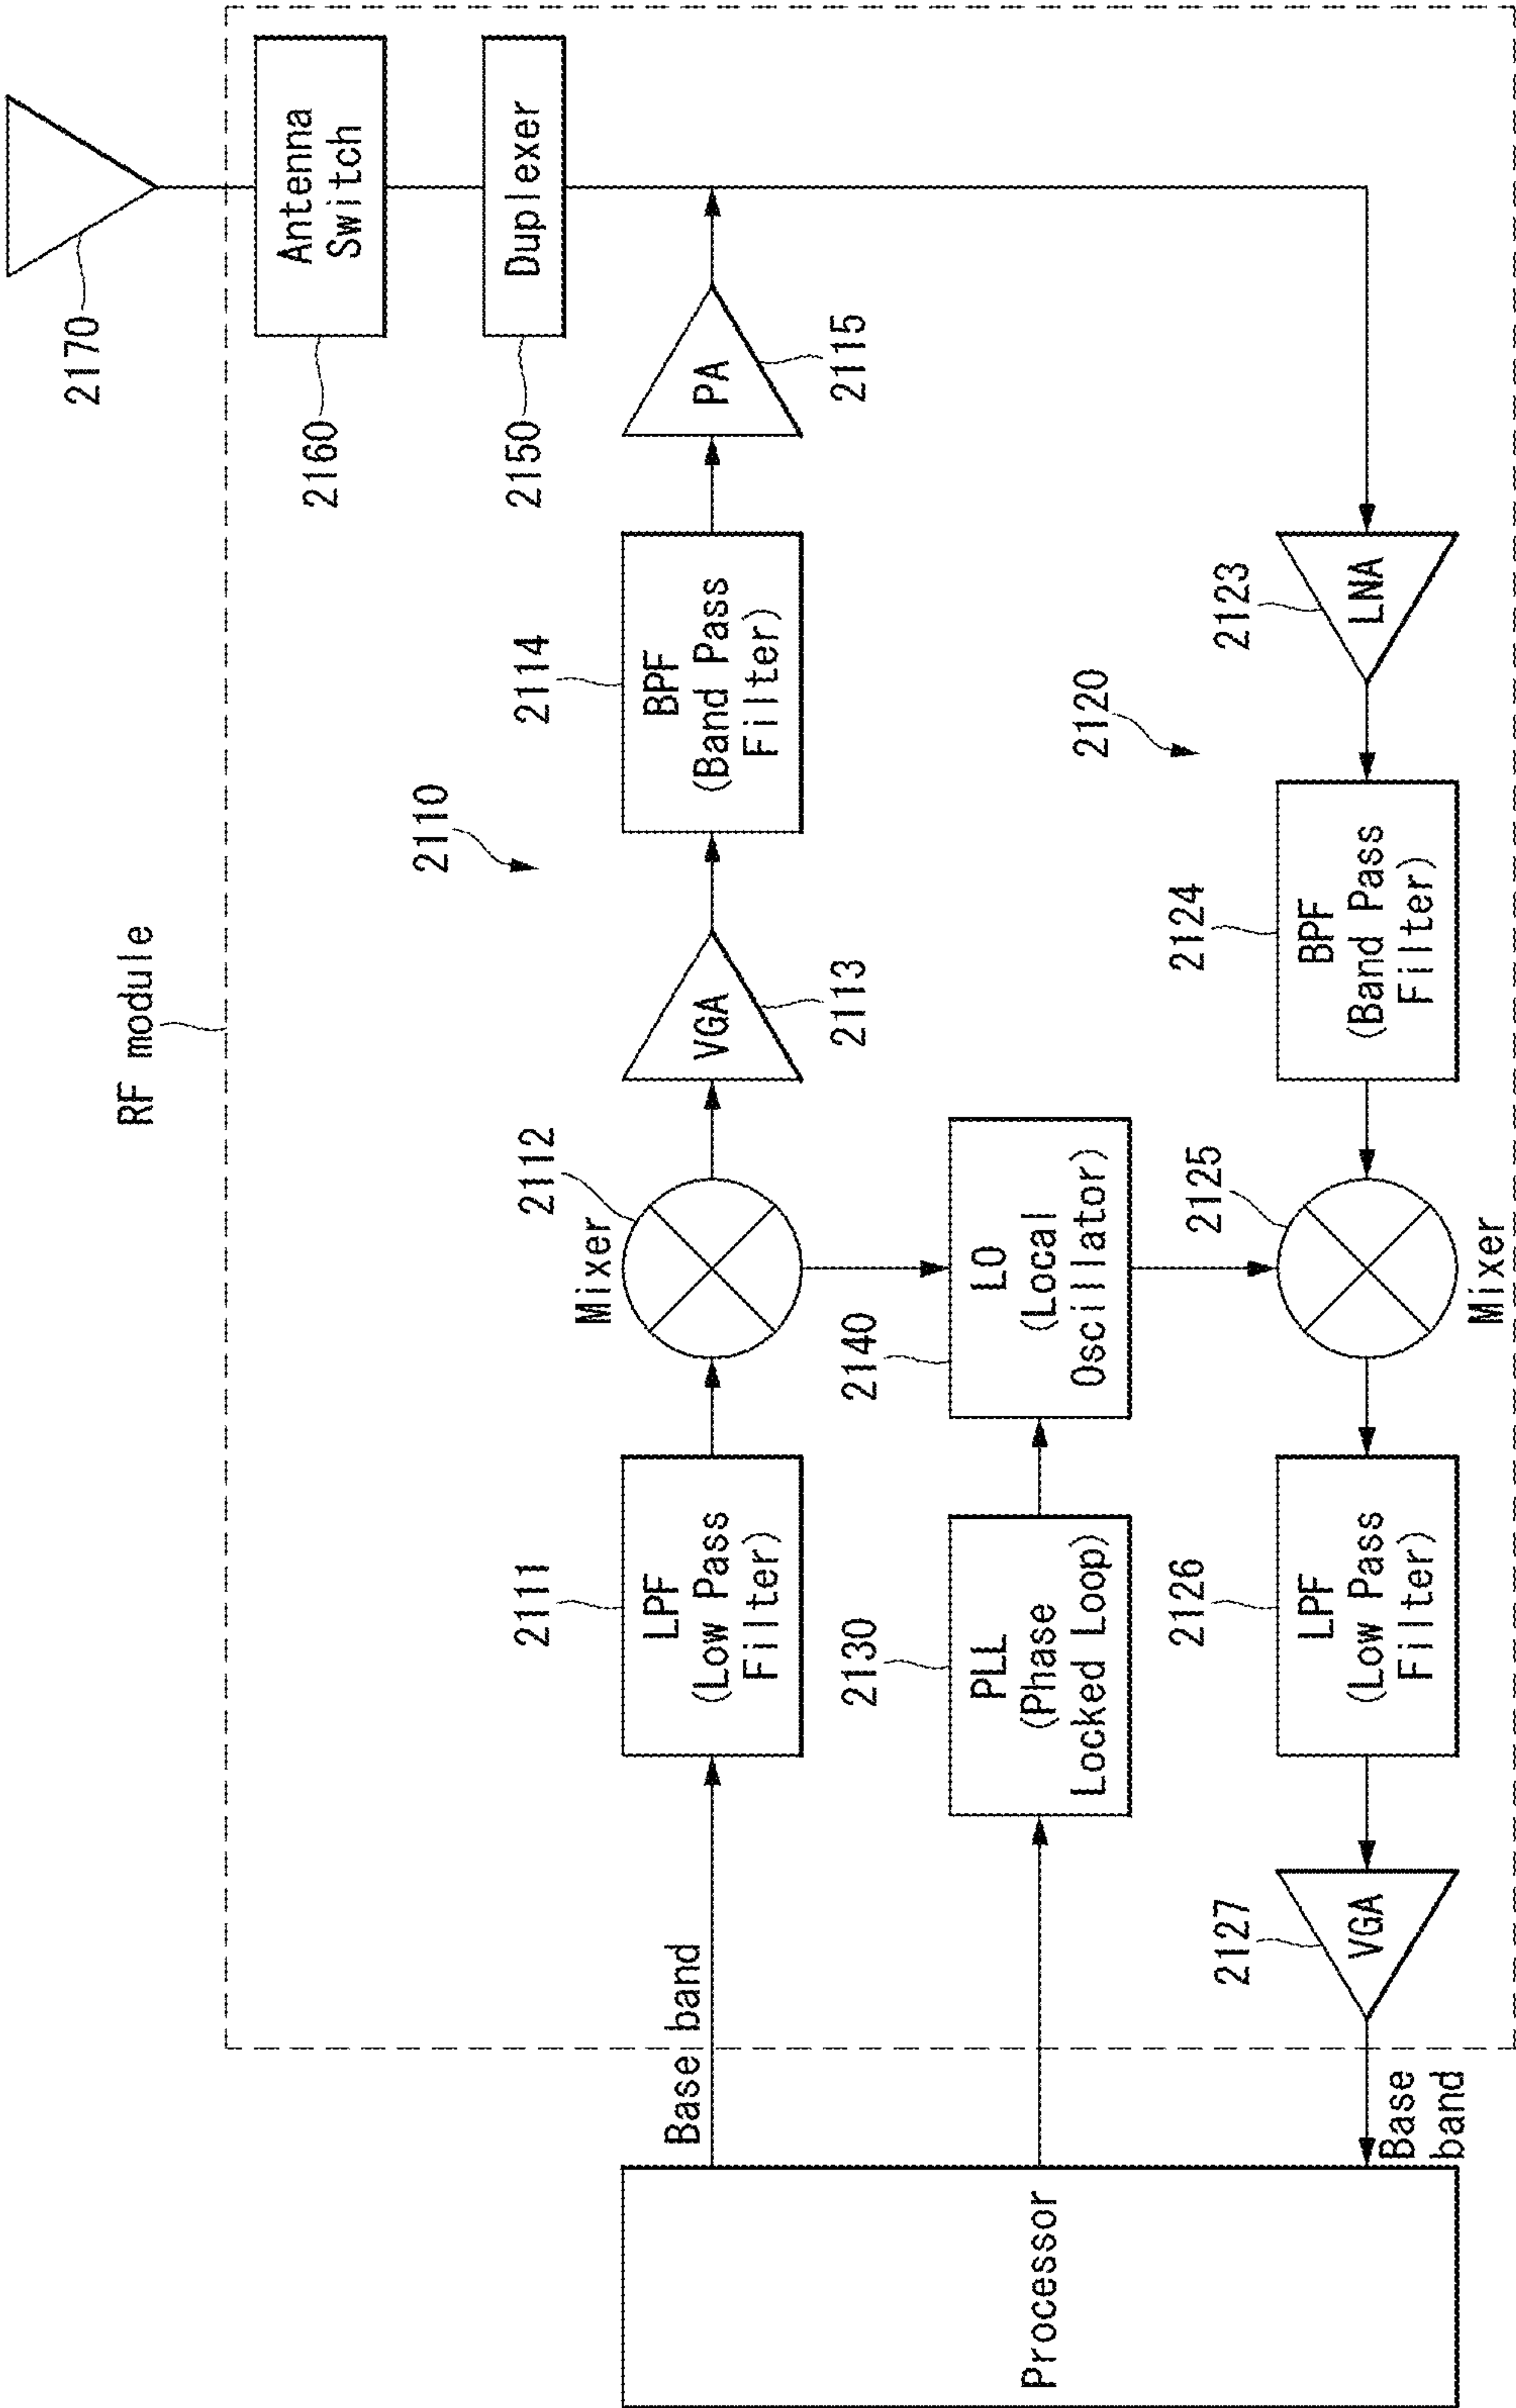 RF module
2170
Antenna
Switch
2160
Duplexer
2150
2110
2111
LPF
(Low Pass
Filter)
Mixer
2112
VGA
2113
2114
BPF
(Band Pass
Filter)
PA
2115
Base band
Processor
2130
PLL
(Phase
Locked Loop)
2140
LO
(Local
Oscillator)
2120
2127
VGA
2126
LPF
(Low Pass
Filter)
2125
Mixer
2124
BPF
(Band Pass
Filter)
2123
LNA
Base
band